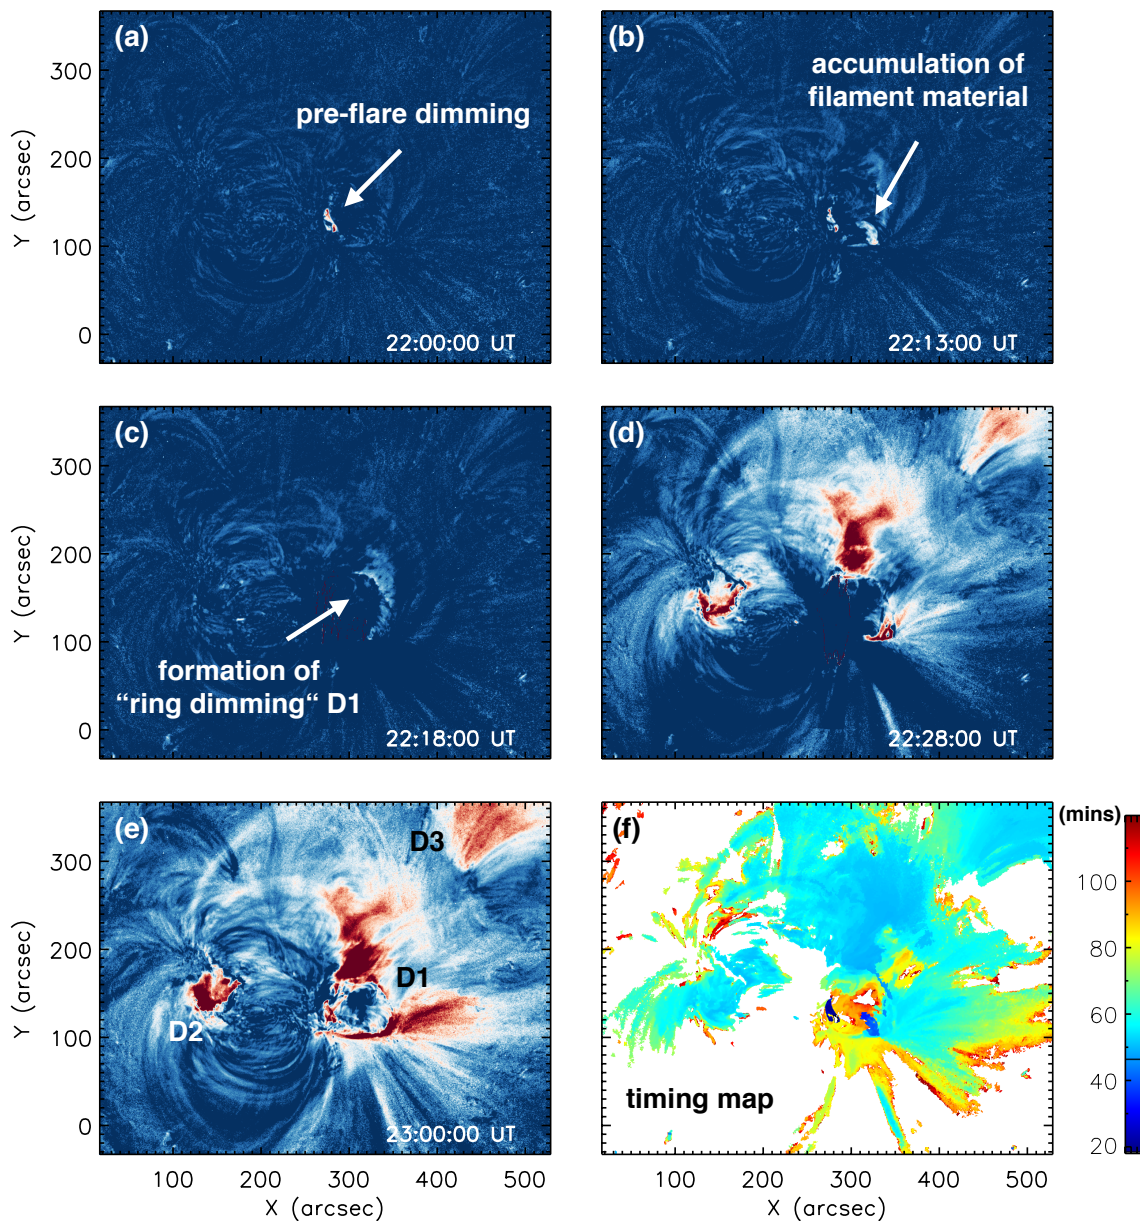 (a)
pre-flare dimming
22:00:00 UT
300
200
100
0
Y (arcsec)
(b)
accumulation of
filament material
22:13:00 UT
(c)
formation of
“ring dimming“ D1
22:18:00 UT
300
200
100
0
Y (arcsec)
(d)
22:28:00 UT
(e)
D3
D1
D2
23:00:00 UT
300
200
100
0
Y (arcsec)
100 200 300 400 500
X (arcsec)
(f)
timing map
100 200 300 400 500
X (arcsec)
(mins)
100
80
60
40
20